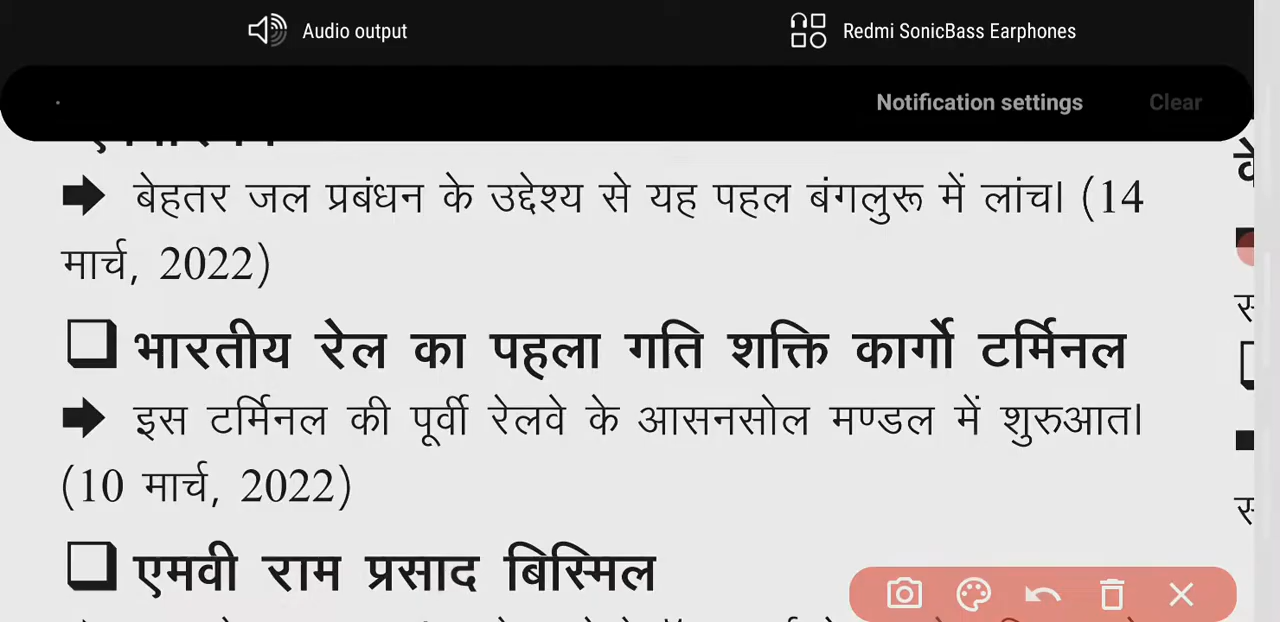 Audio output
Redmi SonicBass Earphones
Notification settings
Clear
➡ बेहतर जल प्रबंधन के उद्देश्य से यह पहल बंगलुरू में लांच। (14
मार्च, 2022)
❑ भारतीय रेल का पहला गति शक्ति कार्गो टर्मिनल
➡ इस टर्मिनल की पूर्वी रेलवे के आसनसोल मण्डल में शुरुआत।
(10 मार्च, 2022)
❑ एमवी राम प्रसाद बिस्मिल